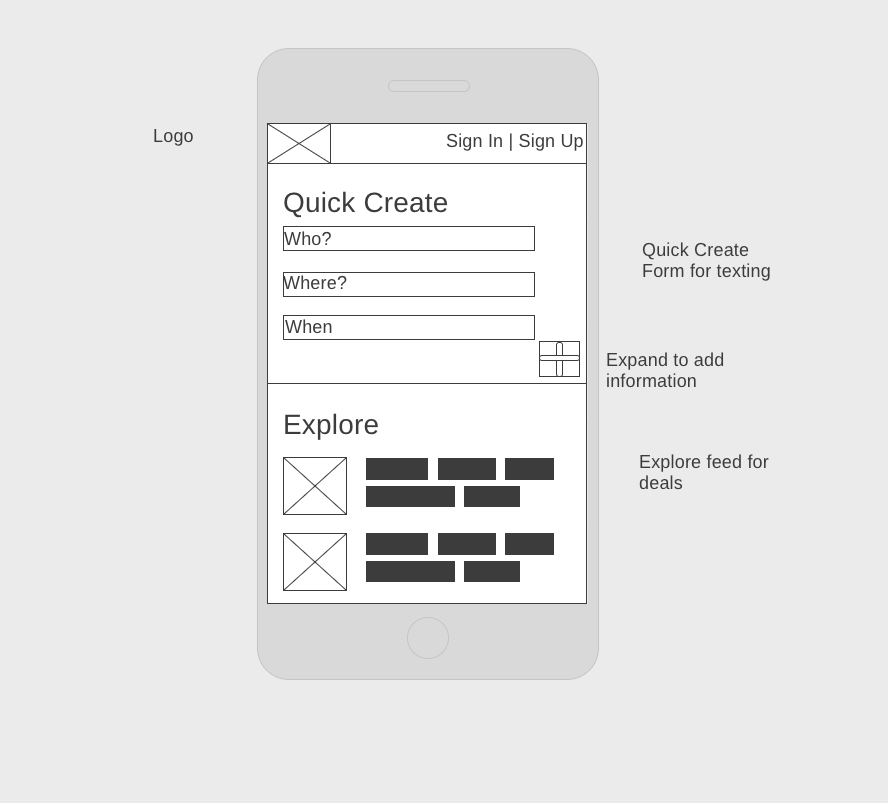 Logo
Sign In | Sign Up
Quick Create
Who?
Where?
When
Quick Create
Form for texting
Expand to add
information
Explore
Explore feed for
deals